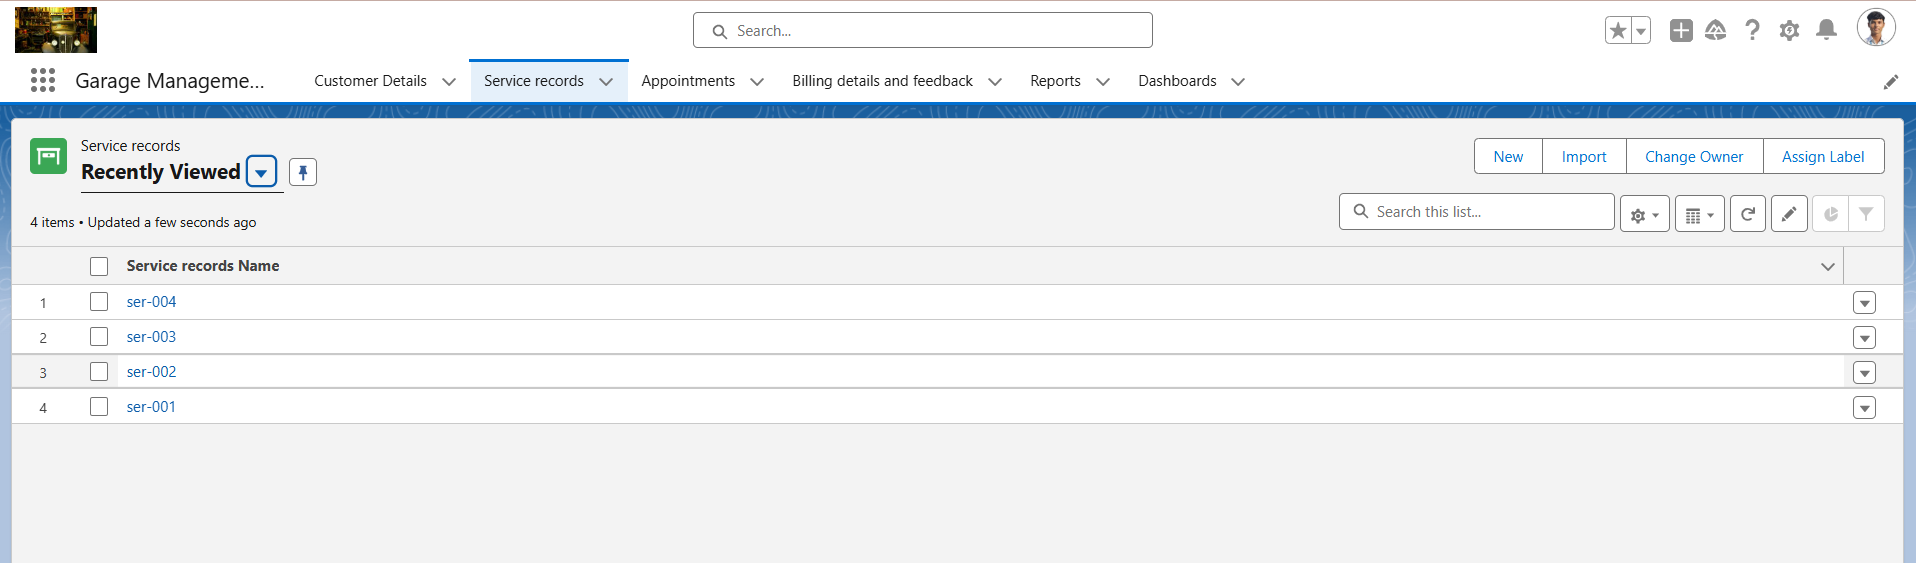 Search...
Garage Manageme...
Customer Details
Service records
Appointments
Billing details and feedback
Reports
Dashboards
Service records
Recently Viewed
New
Import
Change Owner
Assign Label
4 items • Updated a few seconds ago
Search this list...
Service records Name
1 ser-004
2 ser-003
3 ser-002
4 ser-001